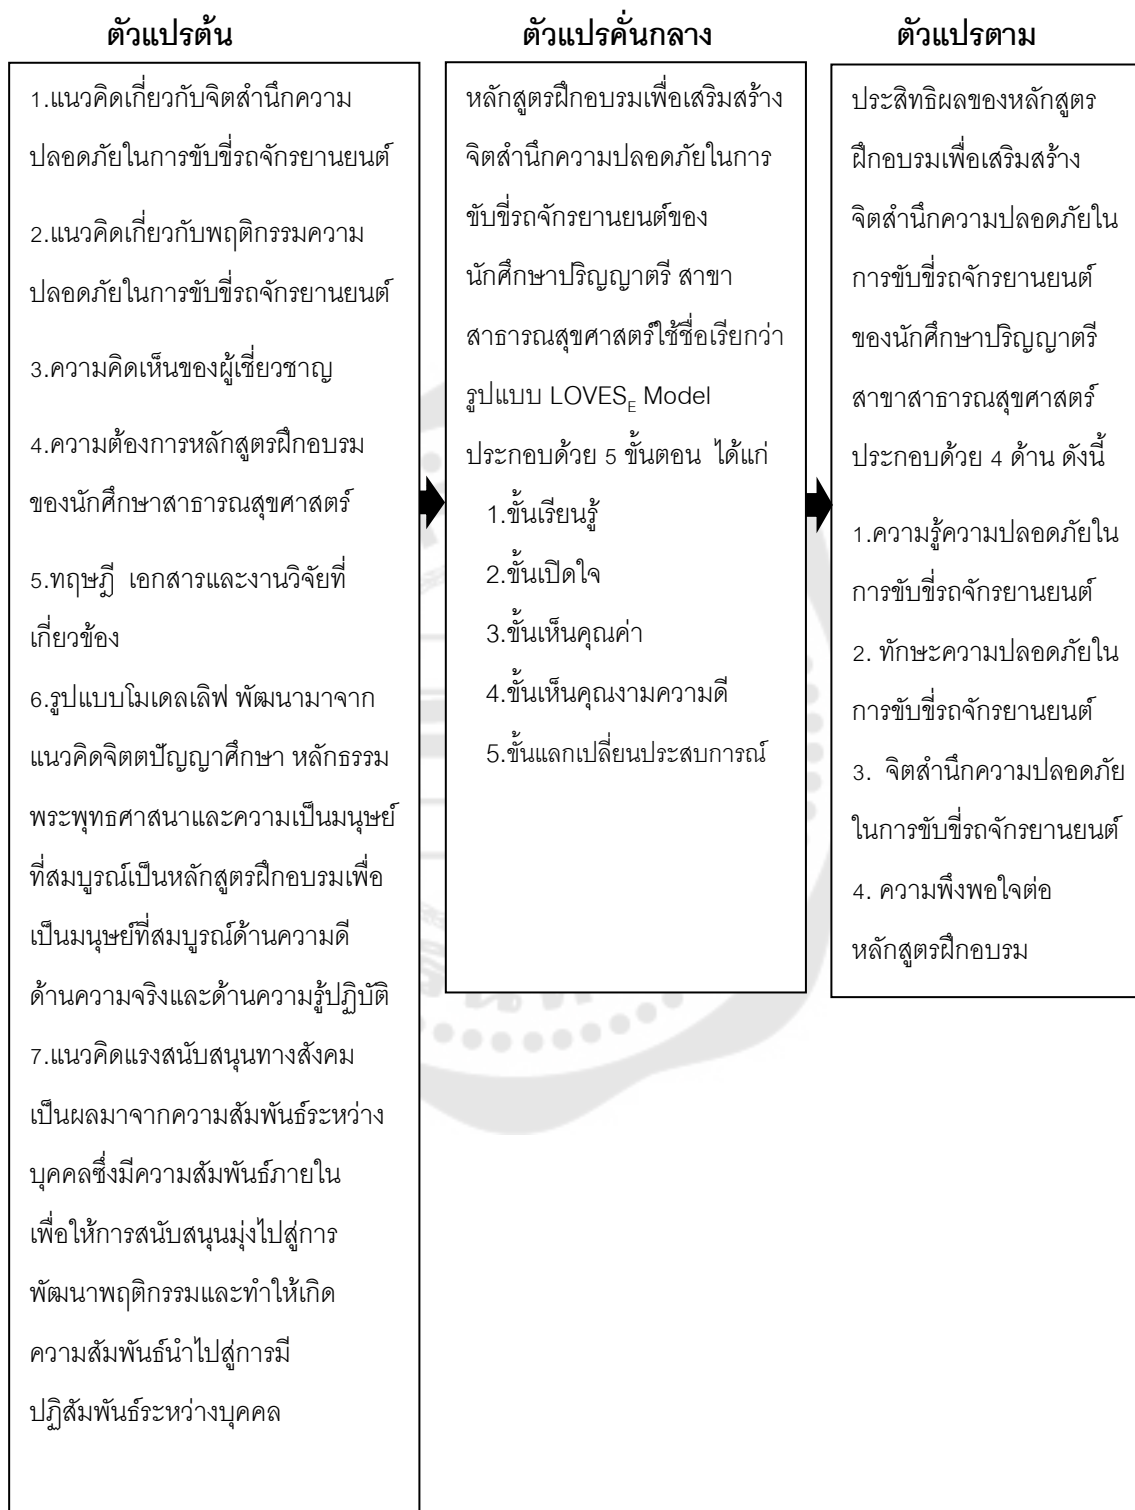 ตัวแปรต้น
1.แนวคิดเกี่ยวกับจิตสำนึกความ
ปลอดภัยในการขับขี่รถจักรยานยนต์
2.แนวคิดเกี่ยวกับพฤติกรรมความ
ปลอดภัยในการขับขี่รถจักรยานยนต์
3.ความคิดเห็นของผู้เชี่ยวชาญ
4.ความต้องการหลักสูตรฝึกอบรม
ของนักศึกษาสาธารณสุขศาสตร์
5.ทฤษฎี เอกสารและงานวิจัยที่
เกี่ยวข้อง
6.รูปแบบโมเดลเลิฟ พัฒนามาจาก
แนวคิดจิตตปัญญาศึกษา หลักธรรม
พระพุทธศาสนาและความเป็นมนุษย์
ที่สมบูรณ์เป็นหลักสูตรฝึกอบรมเพื่อ
เป็นมนุษย์ที่สมบูรณ์ด้านความดี
ด้านความจริงและด้านความรู้ปฏิบัติ
7.แนวคิดแรงสนับสนุนทางสังคม
เป็นผลมาจากความสัมพันธ์ระหว่าง
บุคคลซึ่งมีความสัมพันธ์ภายใน
เพื่อให้การสนับสนุนมุ่งไปสู่การ
พัฒนาพฤติกรรมและทำให้เกิด
ความสัมพันธ์นำไปสู่การมี
ปฏิสัมพันธ์ระหว่างบุคคล
ตัวแปรคั่นกลาง
หลักสูตรฝึกอบรมเพื่อเสริมสร้าง
จิตสำนึกความปลอดภัยในการ
ขับขี่รถจักรยานยนต์ของ
นักศึกษาปริญญาตรี สาขา
สาธารณสุขศาสตร์ใช้ชื่อเรียกว่า
รูปแบบ LOVES<sub>E</sub> Model
ประกอบด้วย 5 ขั้นตอน ได้แก่
1.ขั้นเรียนรู้
2.ขั้นเปิดใจ
3.ขั้นเห็นคุณค่า
4.ขั้นเห็นคุณงามความดี
5.ขั้นแลกเปลี่ยนประสบการณ์
ตัวแปรตาม
ประสิทธิผลของหลักสูตร
ฝึกอบรมเพื่อเสริมสร้าง
จิตสำนึกความปลอดภัยใน
การขับขี่รถจักรยานยนต์
ของนักศึกษาปริญญาตรี
สาขาสาธารณสุขศาสตร์
ประกอบด้วย 4 ด้าน ดังนี้
1.ความรู้ความปลอดภัยใน
การขับขี่รถจักรยานยนต์
2. ทักษะความปลอดภัยใน
การขับขี่รถจักรยานยนต์
3. จิตสำนึกความปลอดภัย
ในการขับขี่รถจักรยานยนต์
4. ความพึงพอใจต่อ
หลักสูตรฝึกอบรม